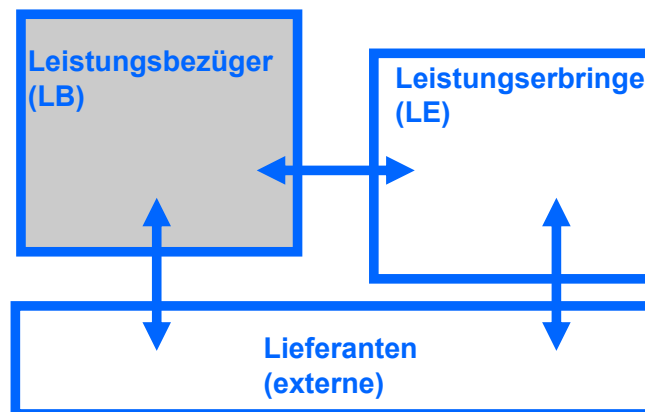 Leistungsbezüger
(LB)
Leistungserbringe
(LE)
Lieferanten
(externe)